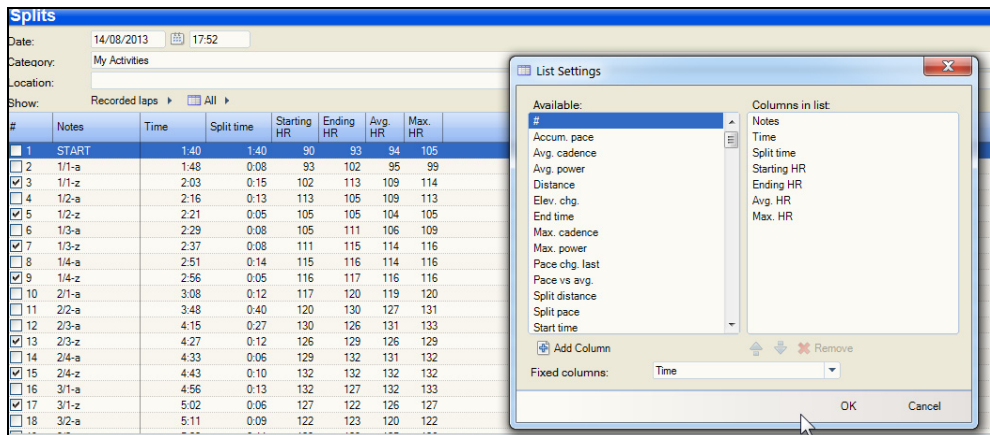 Splits
Date: 14/08/2013 17:52
Category: My Activities
Location:
Show: Recorded laps All
# Notes Time Split time Starting HR Ending HR Avg. HR Max. HR
1 START 1:40 1:40 90 93 94 105
2 1/1-a 1:48 0:08 93 102 95 99
3 1/1-z 2:03 0:15 102 113 109 114
4 1/2-a 2:16 0:13 113 105 109 113
5 1/2-z 2:21 0:05 105 105 104 105
6 1/3-a 2:29 0:08 105 111 106 109
7 1/3-z 2:37 0:08 111 115 114 116
8 1/4-a 2:51 0:14 115 116 114 116
9 1/4-z 2:56 0:05 116 117 116 116
10 2/1-a 3:08 0:12 117 120 119 120
11 2/2-a 3:48 0:40 120 130 127 131
12 2/3-a 4:15 0:27 130 126 131 133
13 2/3-z 4:27 0:12 126 129 126 129
14 2/4-a 4:33 0:06 129 132 131 132
15 2/4-z 4:43 0:10 132 132 132 132
16 3/1-a 4:56 0:13 132 127 132 133
17 3/1-z 5:02 0:06 127 122 126 127
18 3/2-a 5:11 0:09 122 123 120 122
List Settings
Available:
#
Accum. pace
Avg. cadence
Avg. power
Distance
Elev. chg.
End time
Max. cadence
Max. power
Pace chg. last
Pace vs avg.
Split distance
Split pace
Start time
Columns in list:
Notes
Time
Split time
Starting HR
Ending HR
Avg. HR
Max. HR
Add Column
Remove
Fixed columns: Time
OK Cancel